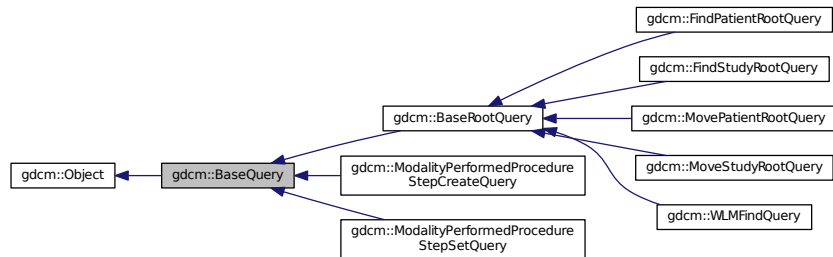 gdcm::FindPatientRootQuery
gdcm::FindStudyRootQuery
gdcm::BaseRootQuery
gdcm::MovePatientRootQuery
gdcm::Object
gdcm::BaseQuery
gdcm::ModalityPerformedProcedure
StepCreateQuery
gdcm::MoveStudyRootQuery
gdcm::WLMFindQuery
gdcm::ModalityPerformedProcedure
StepSetQuery